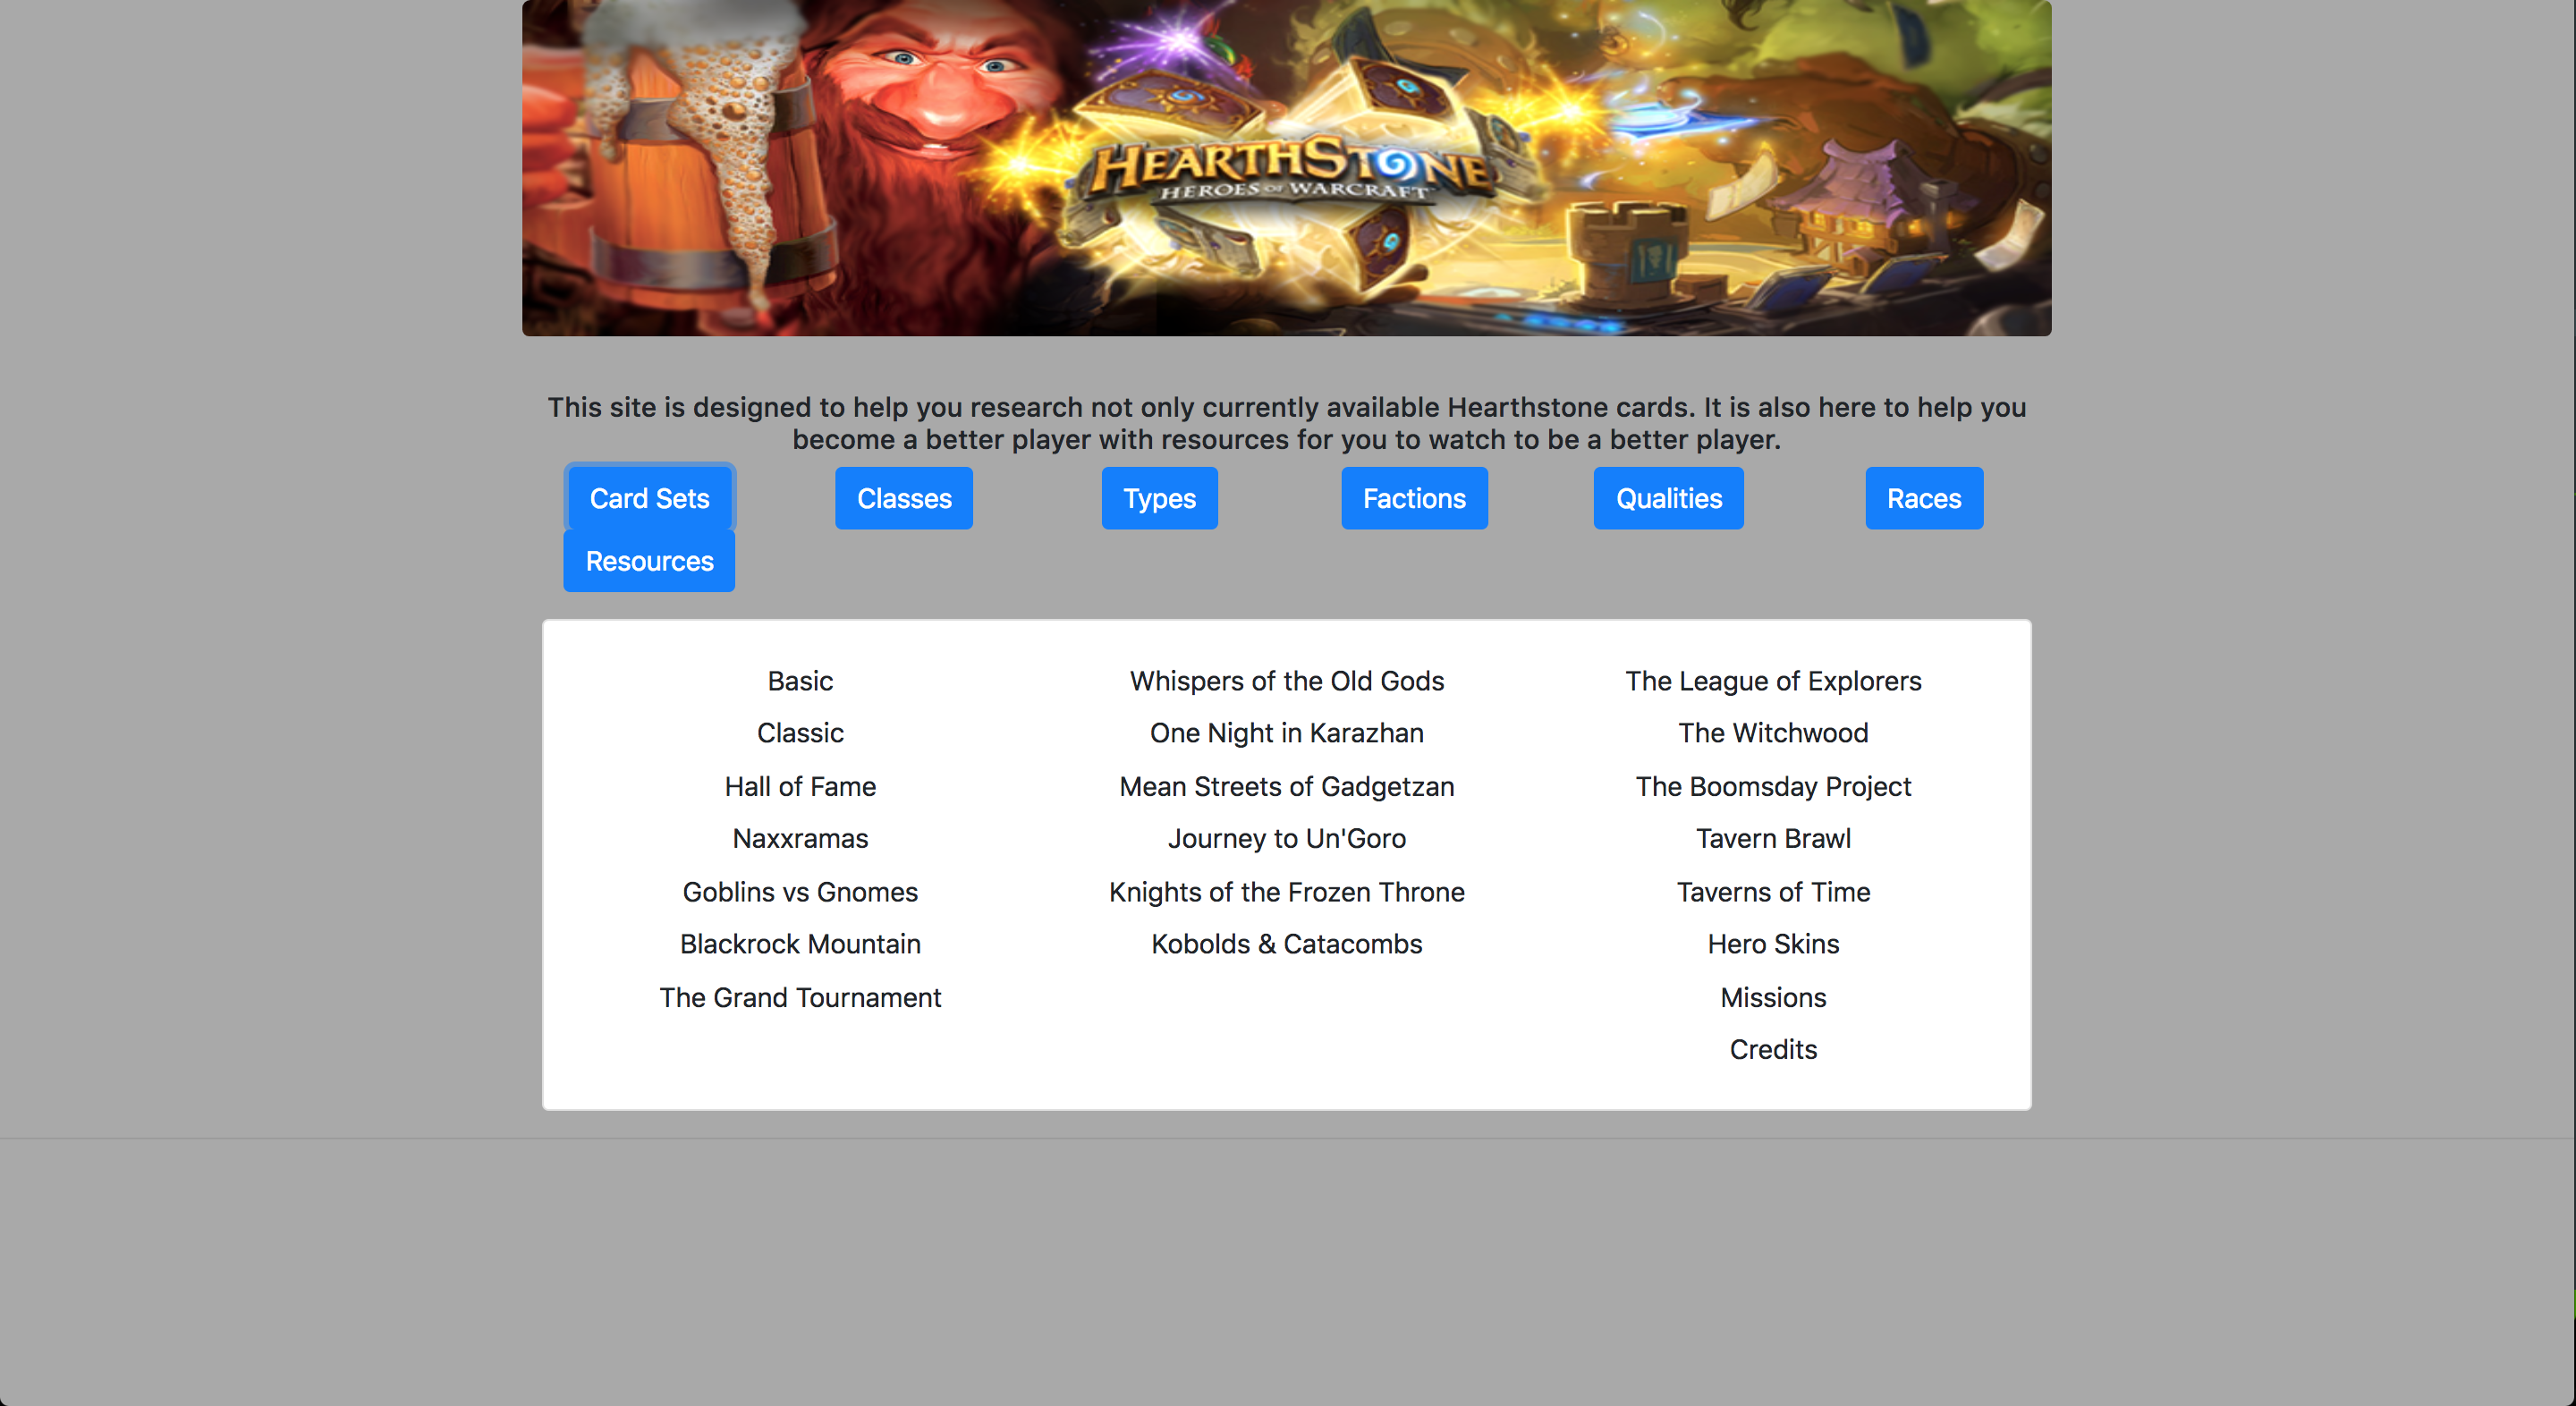 HEARTHSTONE
HEROES OF WARCRAFT
This site is designed to help you research not only currently available Hearthstone cards. It is also here to help you
become a better player with resources for you to watch to be a better player.
Card Sets
Classes
Types
Factions
Qualities
Races
Resources
Basic
Classic
Hall of Fame
Naxxramas
Goblins vs Gnomes
Blackrock Mountain
The Grand Tournament
Whispers of the Old Gods
One Night in Karazhan
Mean Streets of Gadgetzan
Journey to Un'Goro
Knights of the Frozen Throne
Kobolds & Catacombs
The League of Explorers
The Witchwood
The Boomsday Project
Tavern Brawl
Taverns of Time
Hero Skins
Missions
Credits